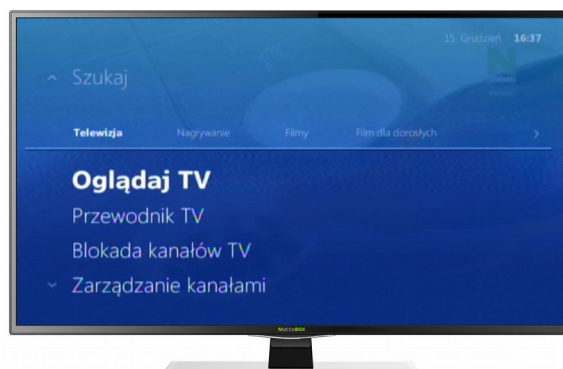 15 Grudzień 16:37
Szukaj
Telewizja Nagrywanie Filmy Film dla dorosłych
Oglądaj TV
Przewodnik TV
Blokada kanałów TV
Zarządzanie kanałami